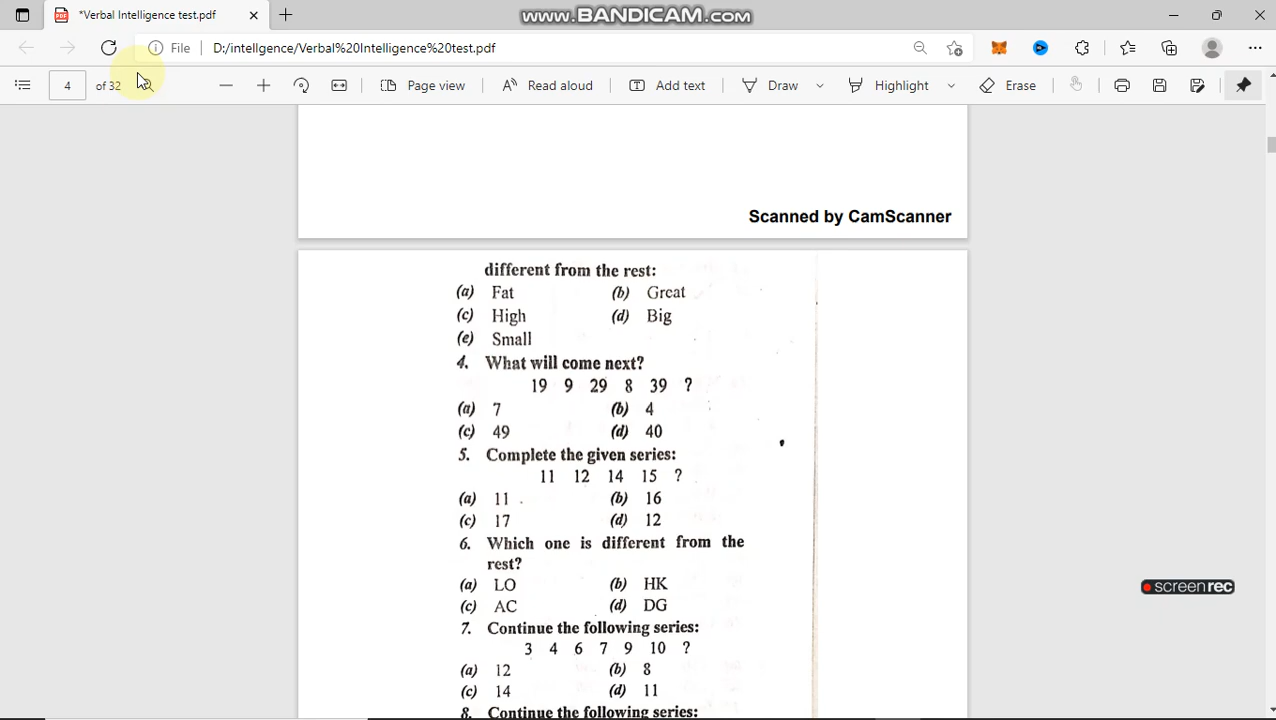 *Verbal Intelligence test.pdf
www.BANDICAM.com
File D:/intellgence/Verbal%20Intelligence%20test.pdf
4 of 32 Page view Read aloud Add text Draw Highlight Erase
Scanned by CamScanner
different from the rest:
(a) Fat (b) Great
(c) High (d) Big
(e) Small
4. What will come next?
19 9 29 8 39 ?
(a) 7 (b) 4
(c) 49 (d) 40
5. Complete the given series:
11 12 14 15 ?
(a) 11 (b) 16
(c) 17 (d) 12
6. Which one is different from the
rest?
(a) LO (b) HK
(c) AC (d) DG
7. Continue the following series:
3 4 6 7 9 10 ?
(a) 12 (b) 8
(c) 14 (d) 11
8. Continue the following series:
screenrec